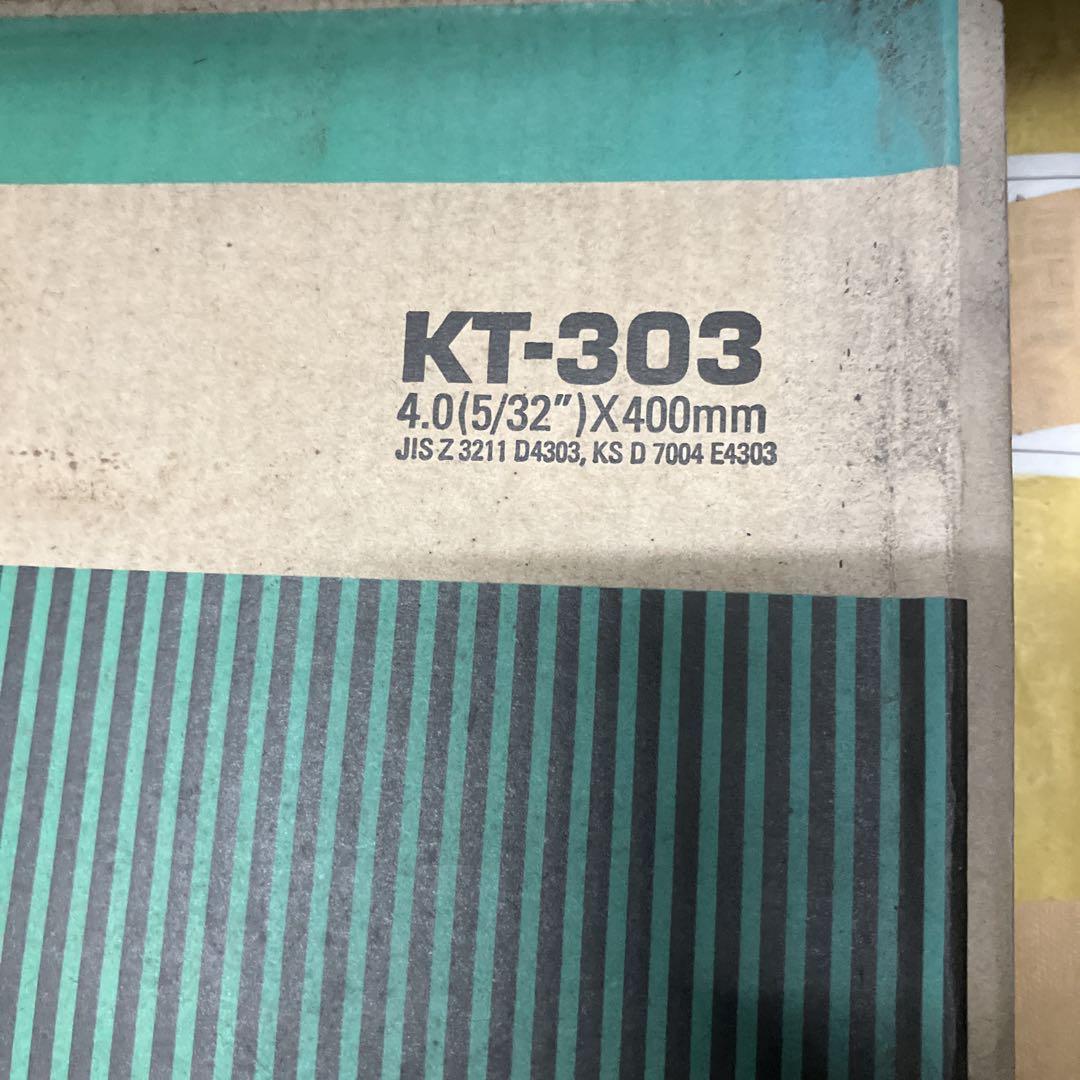 KT-303
4.0(5/32")X400mm
JIS Z 3211 D4303, KS D 7004 E4303